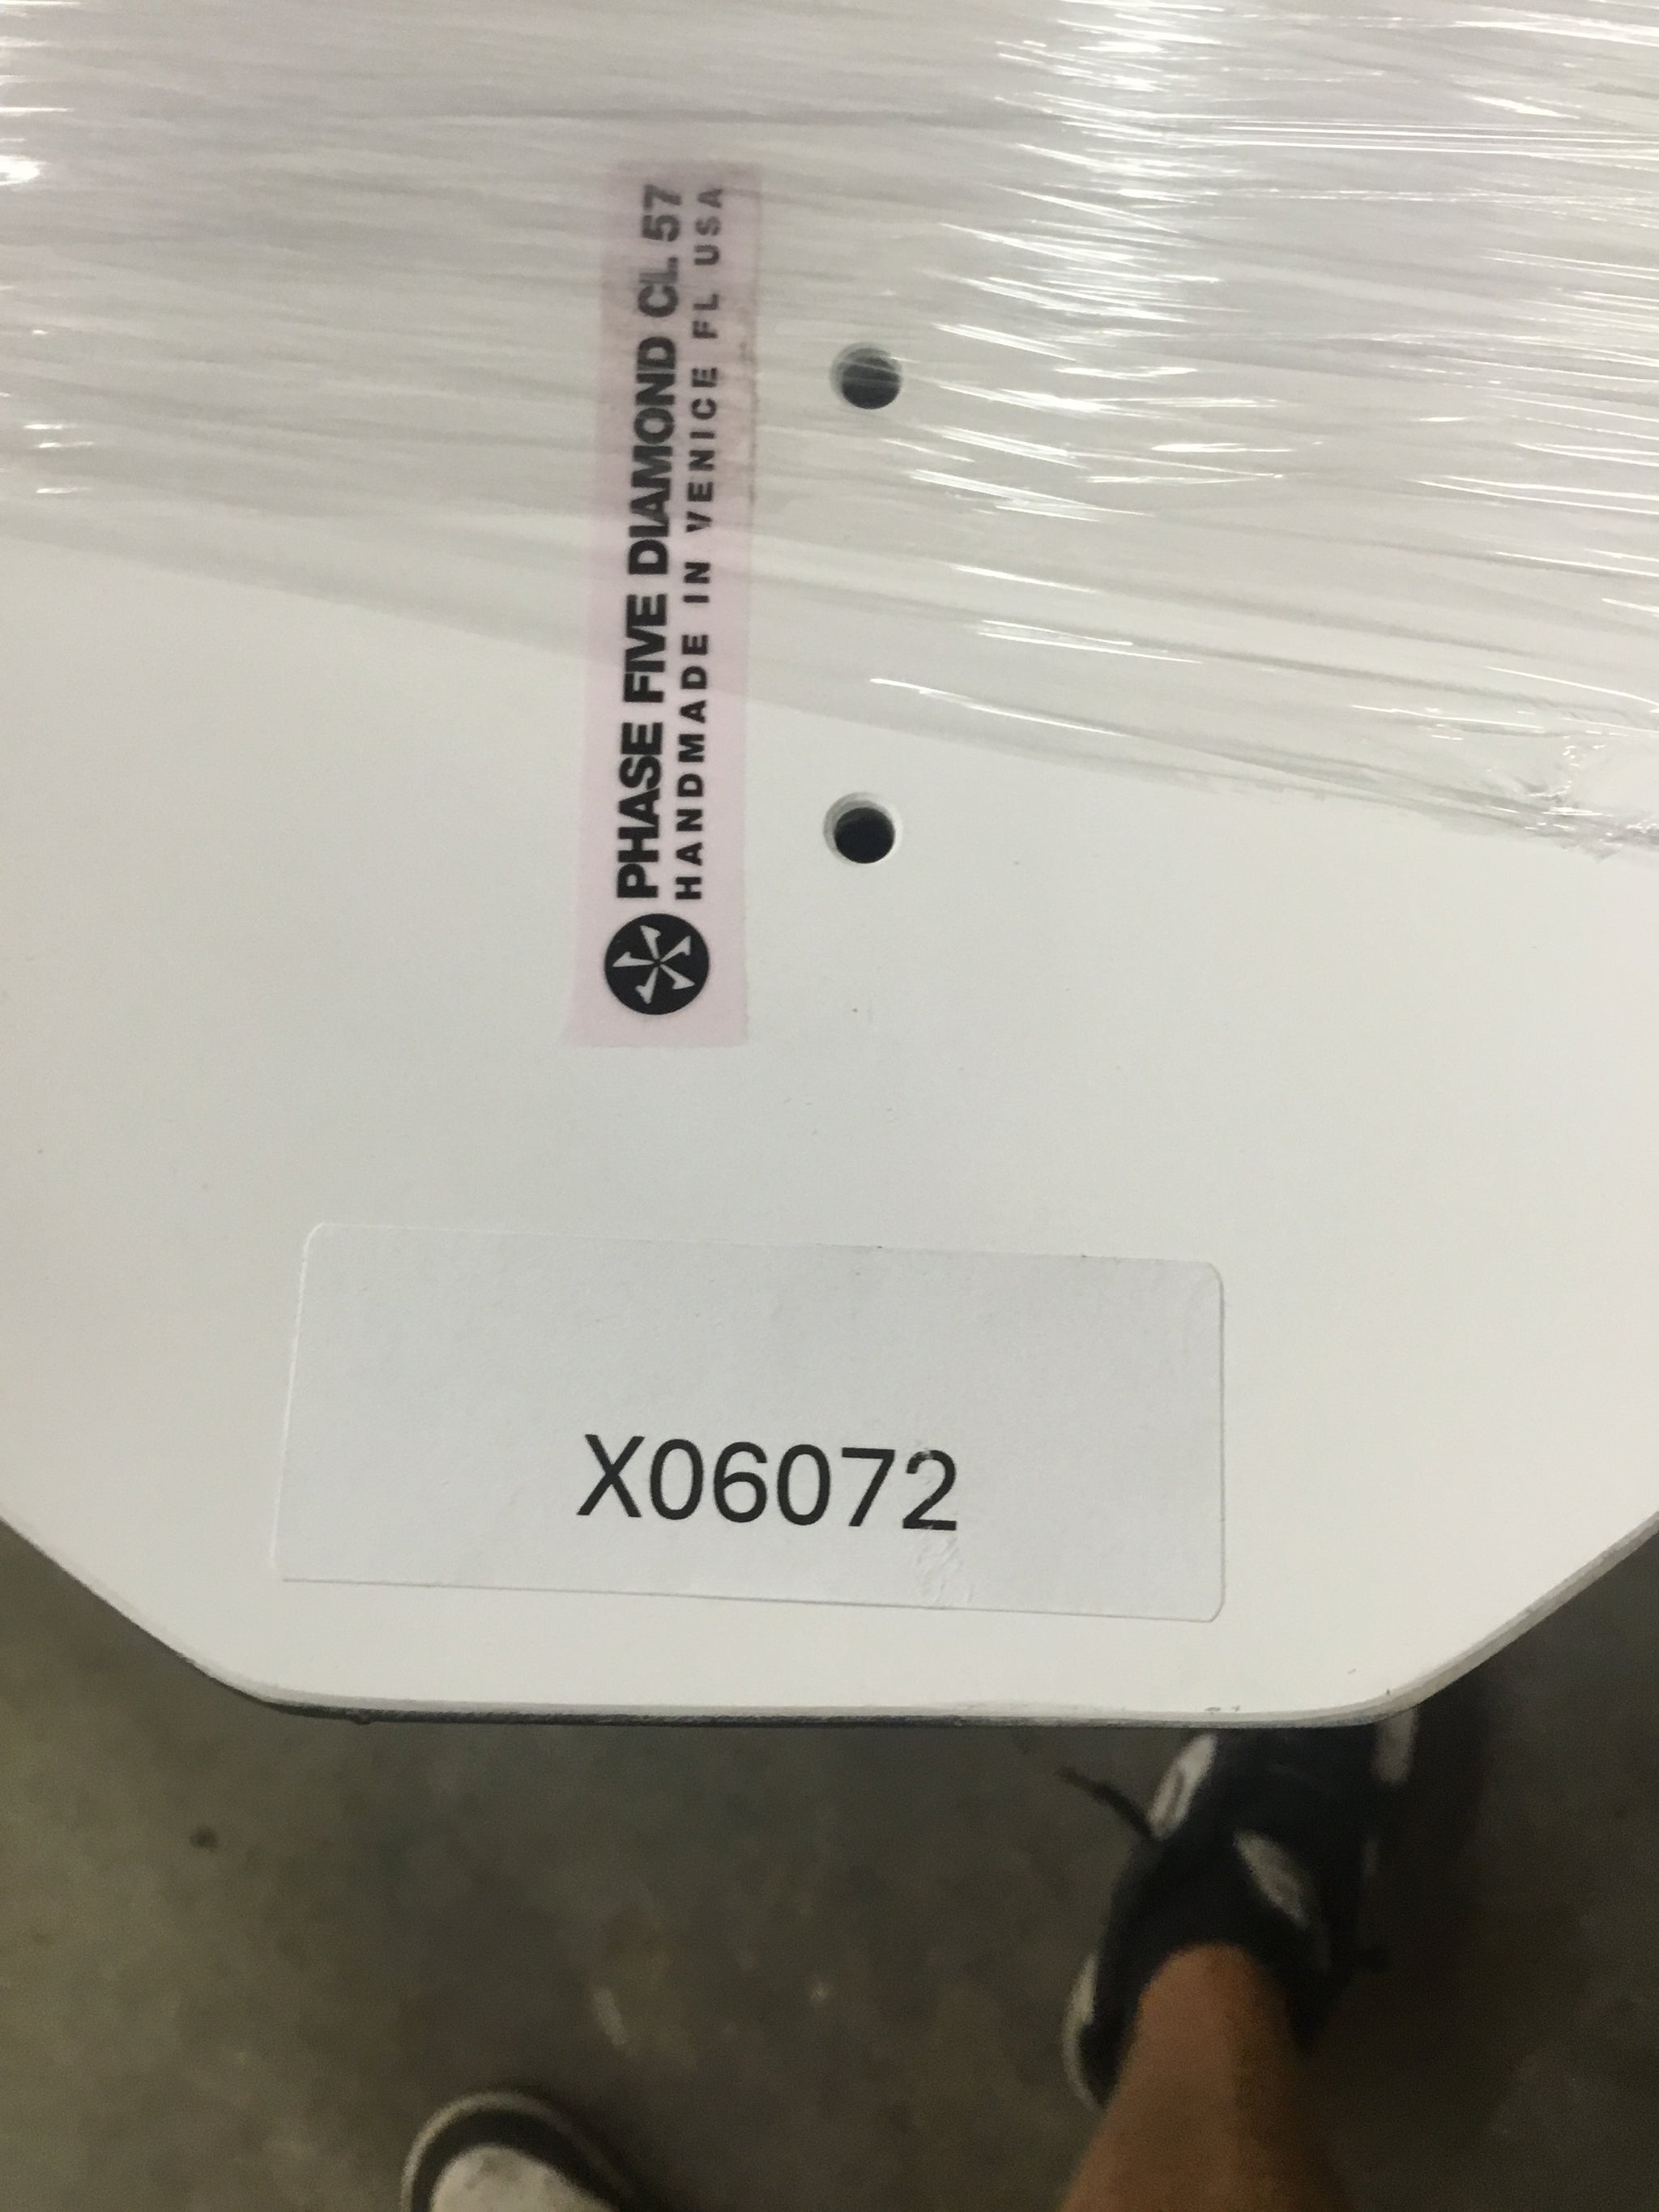 PHASE FIVE DIAMOND CL 57
HANDMADE IN VENICE FL USA
X06072